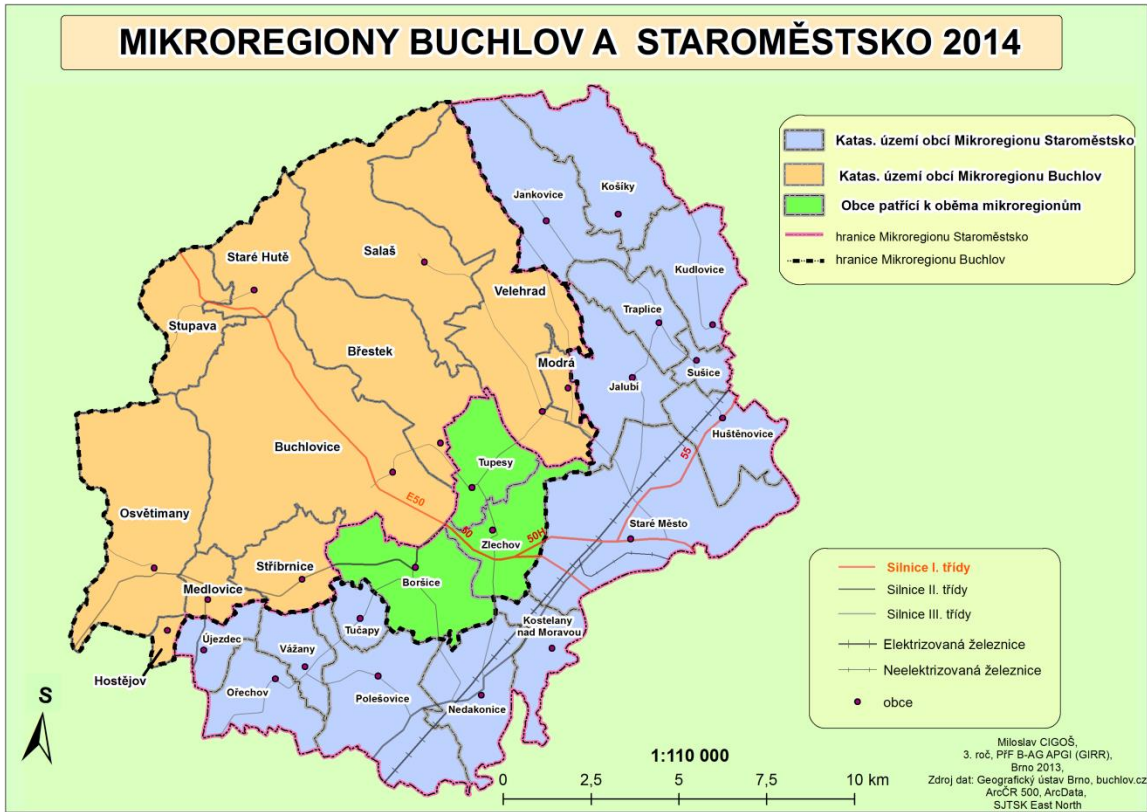 MIKROREGIONY BUCHLOV A STAROMĚSTSKO 2014
Katas. území obcí Mikroregionu Staroměstsko
Katas. území obcí Mikroregionu Buchlov
Obce patřící k oběma mikroregionům
hranice Mikroregionu Staroměstsko
hranice Mikroregionu Buchlov
Jankovice
Košíky
Salaš
Staré Hutě
Kudlovice
Velehrad
Traplice
Stupava
Břestek
Modrá
Sušice
Jalubí
Huštěnovice
Buchlovice
Tupesy
55
E50
Osvětimany
50
50H
Staré Město
Zlechov
Stříbrnice
Boršice
Medlovice
Kostelany
nad Moravou
Tučapy
Újezdec
Vážany
Hostějov
Ořechov
Polešovice
Nedakonice
Silnice I. třídy
Silnice II. třídy
Silnice III. třídy
Elektrizovaná železnice
Neelektrizovaná železnice
obce
S
1:110 000
0 2,5 5 7,5 10 km
Miloslav CIGOŠ,
3. roč, PřF B-AG APGI (GIRR),
Brno 2013,
Zdroj dat: Geografický ústav Brno, buchlov.cz
ArcČR 500, ArcData,
SJTSK East North